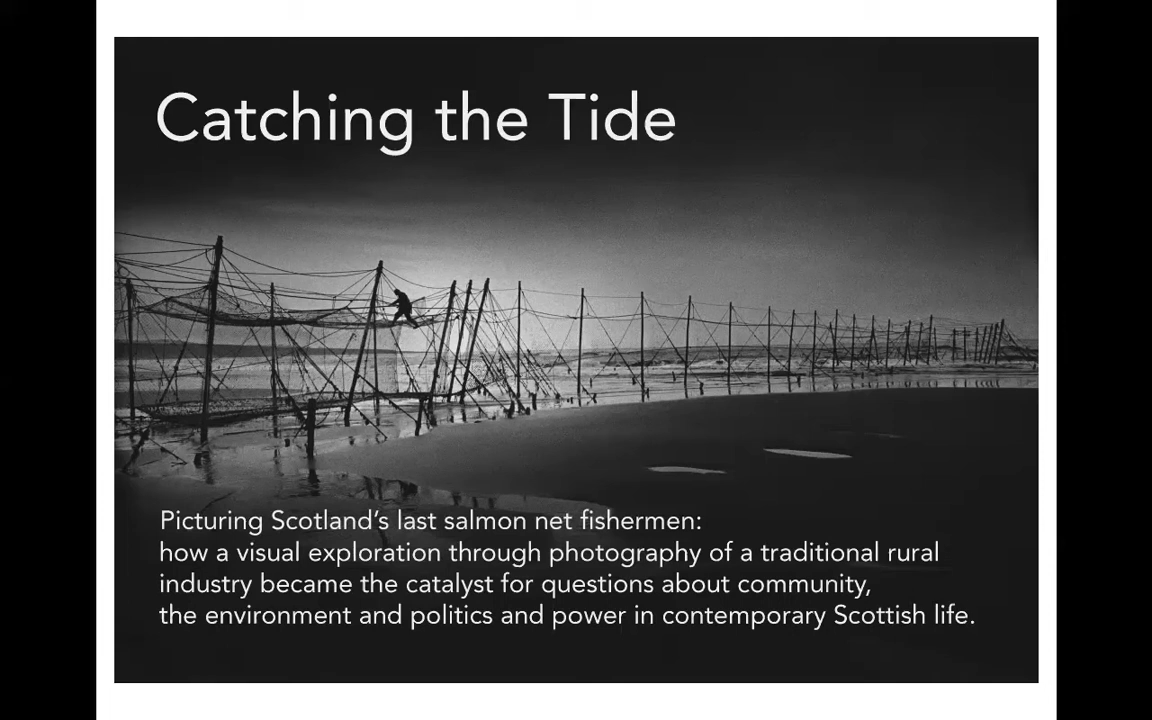 Catching the Tide
Picturing Scotland's last salmon net fishermen:
how a visual exploration through photography of a traditional rural
industry became the catalyst for questions about community,
the environment and politics and power in contemporary Scottish life.